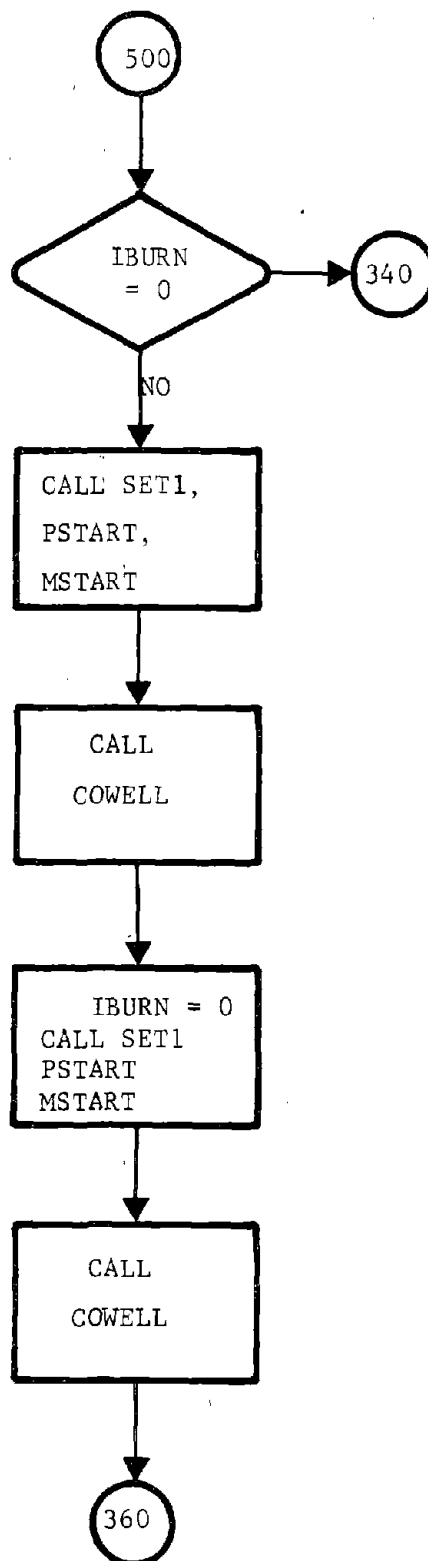 500
IBURN
= 0
340
NO
CALL SET1,
PSTART,
MSTART
CALL
COWELL
IBURN = 0
CALL SET1
PSTART
MSTART
CALL
COWELL
360